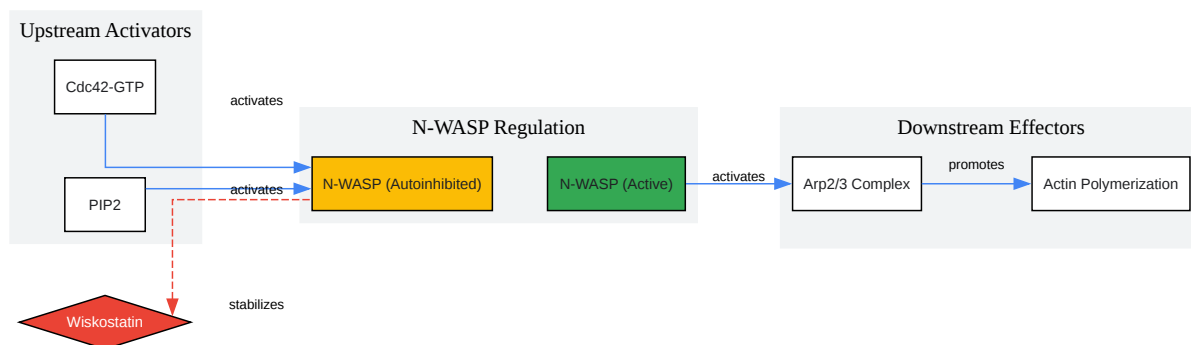 Upstream Activators
Cdc42-GTP
activates
PIP2
activates
N-WASP Regulation
N-WASP (Autoinhibited)
N-WASP (Active)
activates
Downstream Effectors
Arp2/3 Complex
promotes
Actin Polymerization
Wiskostatin
stabilizes